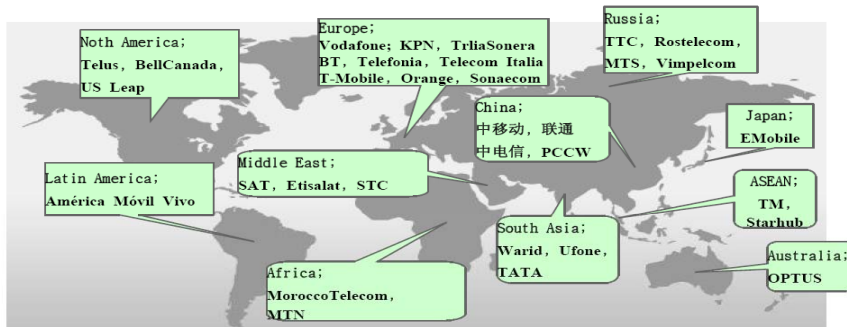 Noth America;
Telus, BellCanada,
US Leap
Europe;
Vodafone; KPN, TrliaSonera
BT, Telefonia, Telecom Italia
T-Mobile, Orange, Sonaecom
Russia;
TTC, Rostelecom,
MTS, Vimpelcom
China;
中移动, 联通
中电信, PCCW
Japan;
EMobile
Middle East;
SAT, Etisalat, STC
Latin America;
América Móvil Vivo
ASEAN;
TM,
Starhub
South Asia;
Warid, Ufone,
TATA
Africa;
MoroccoTelecom,
MTN
Australia;
OPTUS